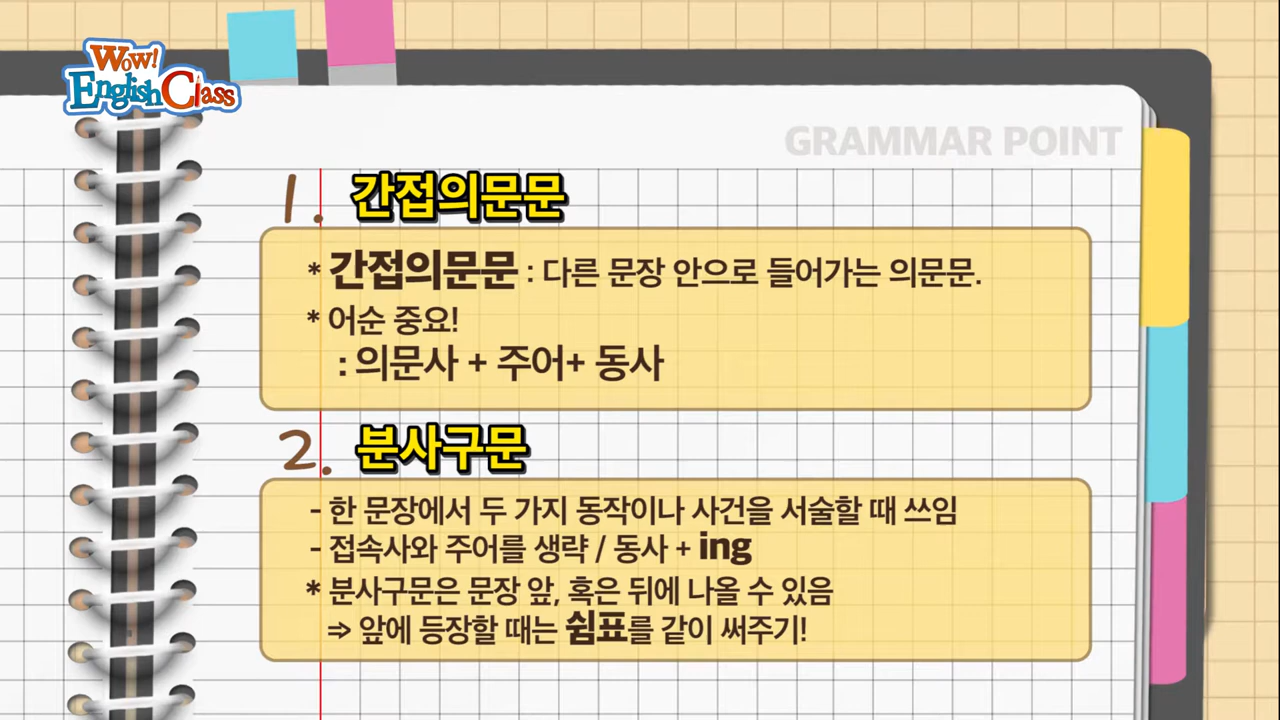 Wow!
English Class
GRAMMAR POINT
1. 간접의문문
* 간접의문문 : 다른 문장 안으로 들어가는 의문문.
* 어순 중요!
: 의문사 + 주어+ 동사
2. 분사구문
- 한 문장에서 두 가지 동작이나 사건을 서술할 때 쓰임
- 접속사와 주어를 생략 / 동사 + ing
* 분사구문은 문장 앞, 혹은 뒤에 나올 수 있음
⇒ 앞에 등장할 때는 쉼표를 같이 써주기!